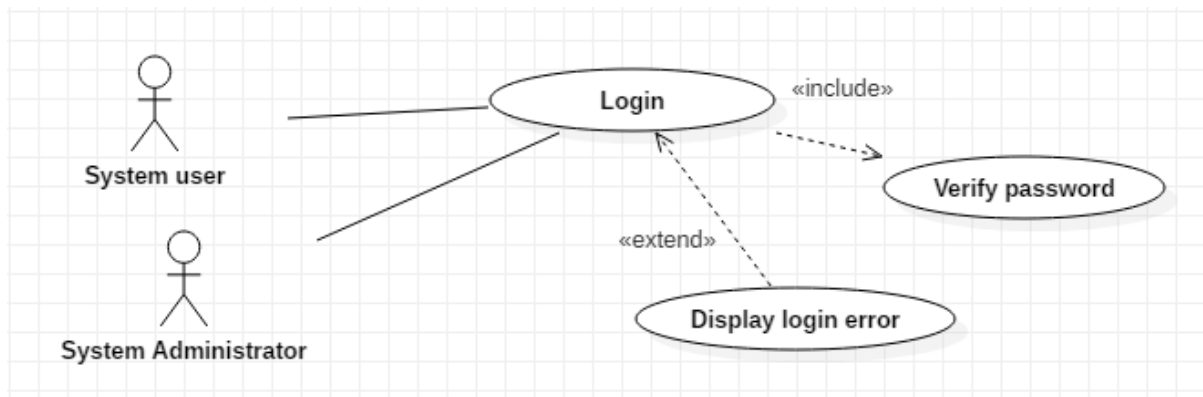 Login
«include»
System user
Verify password
«extend»
Display login error
System Administrator